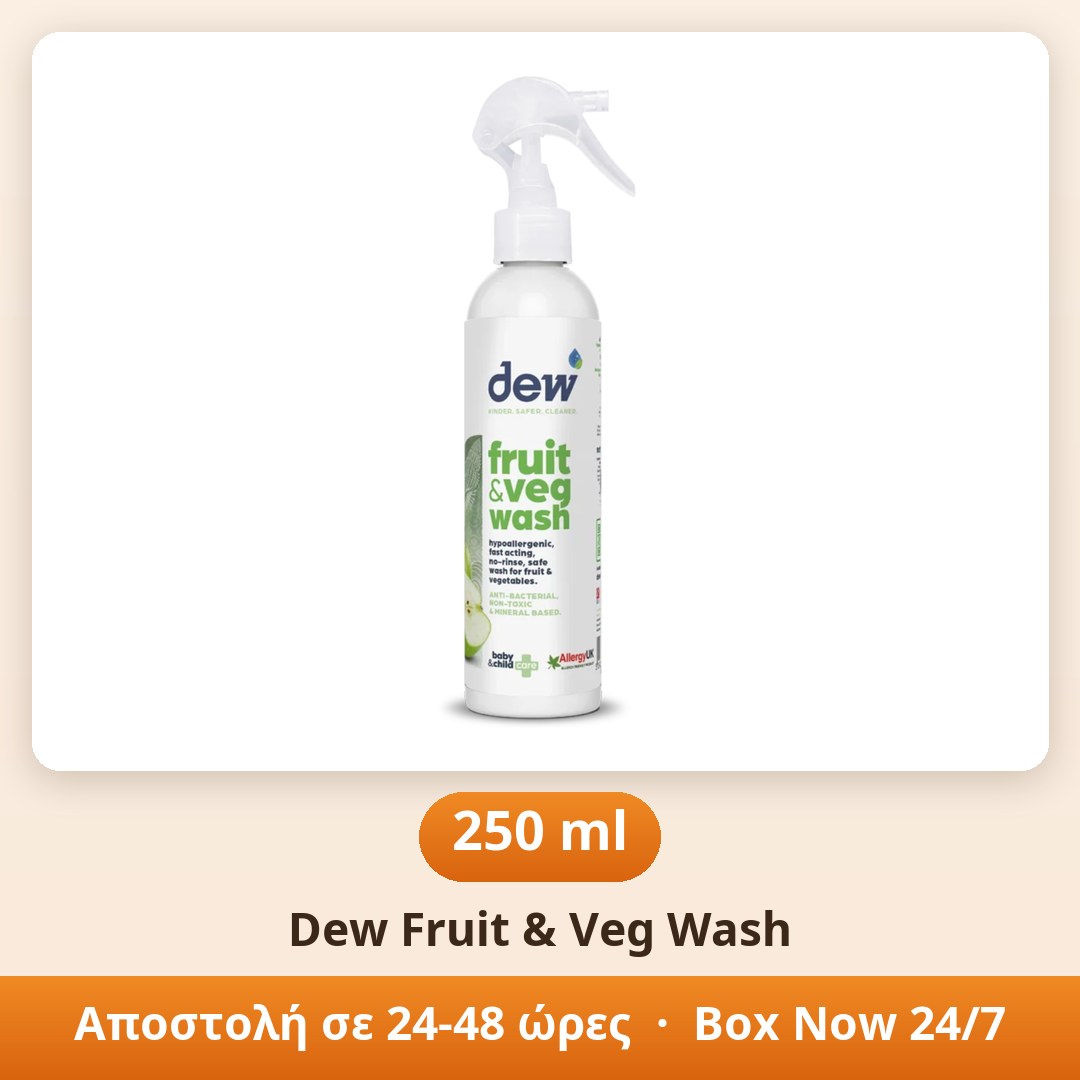 dew
KINDER. SAFER. CLEANER.
fruit
&veg
wash
hypoallergenic,
fast acting,
no-rinse, safe
wash for fruit &
vegetables.
ANTI-BACTERIAL,
NON-TOXIC
& MINERAL BASED.
baby
&child care
AllergyUK
250 ml
Dew Fruit & Veg Wash
Αποστολή σε 24-48 ώρες · Box Now 24/7